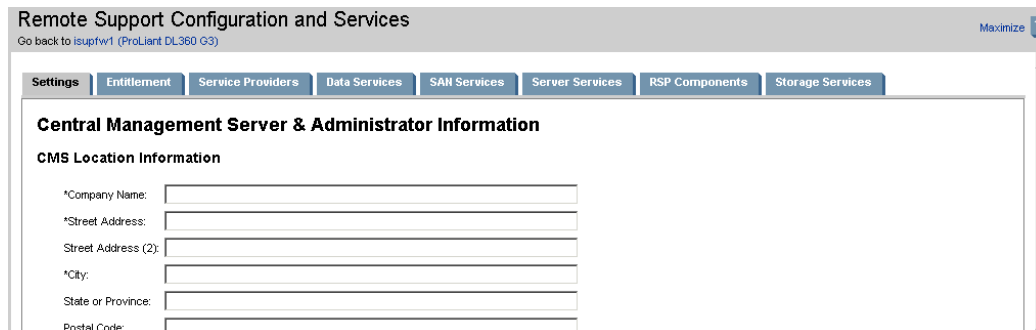 Remote Support Configuration and Services
Maximize
Go back to isupfw1 (ProLiant DL360 G3)
Settings Entitlement Service Providers Data Services SAN Services Server Services RSP Components Storage Services
Central Management Server & Administrator Information
CMS Location Information
*Company Name:
*Street Address:
Street Address (2):
*City:
State or Province:
Postal Code: